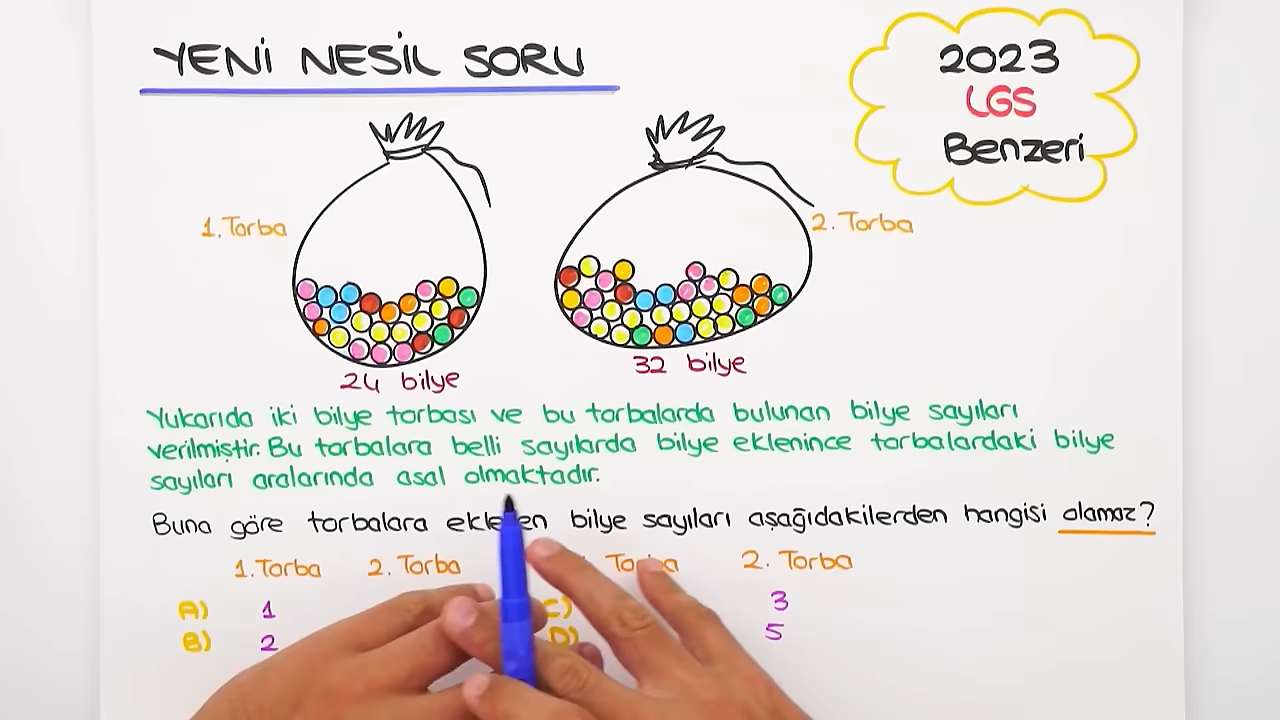 YENİ NESİL SORU
2023
LGS
Benzeri
1. Torba
2. Torba
24 bilye
32 bilye
Yukarıda iki bilye torbası ve bu torbalarda bulunan bilye sayıları
verilmiştir. Bu torbalara belli sayılarda bilye eklenince torbalardaki bilye
sayıları aralarında asal olmaktadır.
Buna göre torbalara bilye sayıları aşağıdakilerden hangisi olamaz?
1. Torba 2. Torba 2. Torba
A) 1 C) 3
B) 2 D) 5